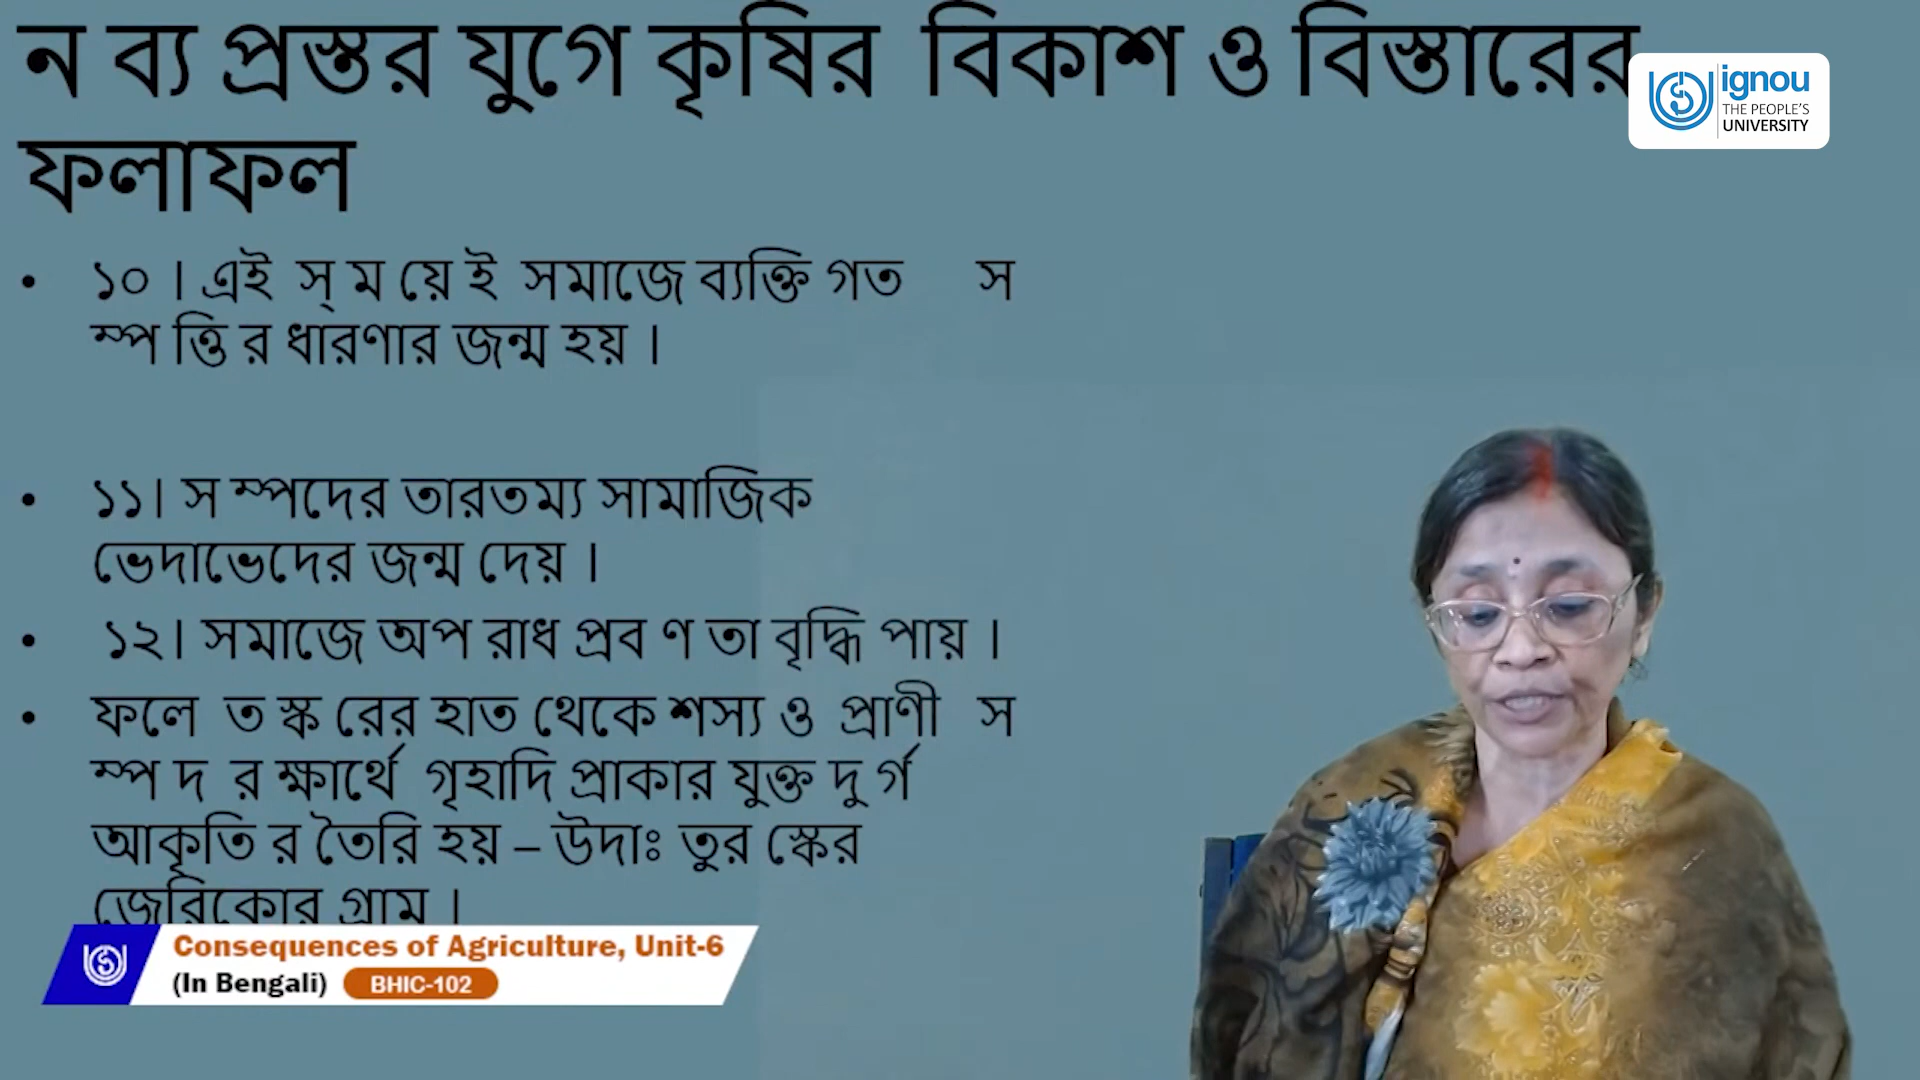 ন ব্য প্রস্তর যুগে কৃষির বিকাশ ও বিস্তারের
ফলাফল
ignou
THE PEOPLE'S
UNIVERSITY
• ১০ । এই স্ ম য়ে ই সমাজে ব্যক্তি গত স
ম্প ত্তি র ধারণার জন্ম হয় ।
• ১১। স ম্পদের তারতম্য সামাজিক
ভেদাভেদের জন্ম দেয় ।
• ১২। সমাজে অপ রাধ প্রব ণ তা বৃদ্ধি পায় ।
• ফলে ত স্ক রের হাত থেকে শস্য ও প্রাণী স
ম্প দ র ক্ষার্থে গৃহাদি প্রাকার যুক্ত দু র্গ
আকৃতি র তৈরি হয় – উদাঃ তুর স্কের
জেরিকোর গ্রাম ।
Consequences of Agriculture, Unit-6
(In Bengali) BHIC-102